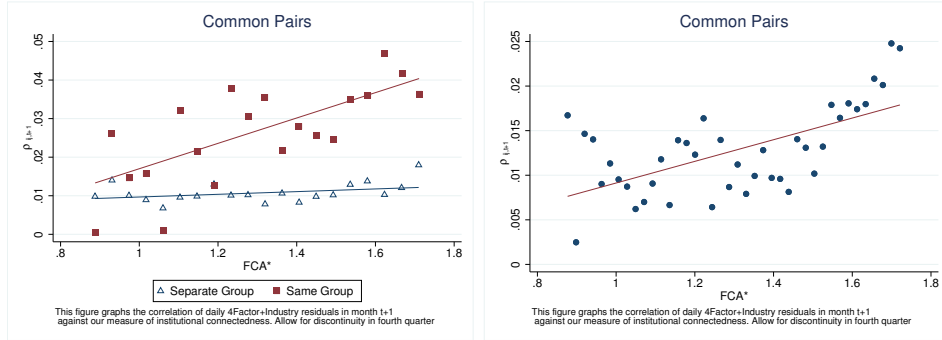 Common Pairs
.05
.04
.03
.02
.01
0
ρ i,t+1
.8
1
1.2
1.4
1.6
1.8
FCA*
Separate Group
Same Group
This figure graphs the correlation of daily 4Factor+Industry residuals in month t+1
against our measure of institutional connectedness. Allow for discontinuity in fourth quarter
Common Pairs
.025
.02
.015
.01
.005
0
.8
1
1.2
1.4
1.6
1.8
FCA*
This figure graphs the correlation of daily 4Factor+Industry residuals in month t+1
against our measure of institutional connectedness. Allow for discontinuity in fourth quarter